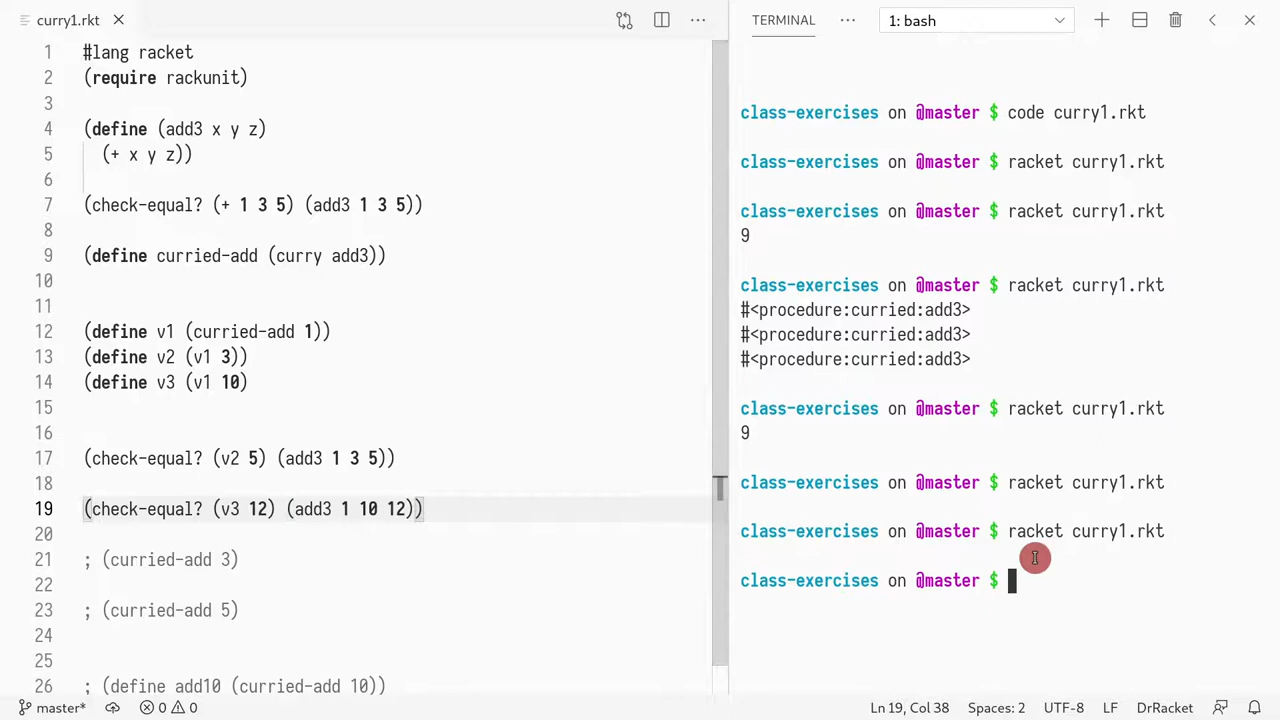 curry1.rkt
TERMINAL
1: bash
1 #lang racket
2 (require rackunit)
3
4 (define (add3 x y z)
5 (+ x y z))
6
7 (check-equal? (+ 1 3 5) (add3 1 3 5))
8
9 (define curried-add (curry add3))
10
11
12 (define v1 (curried-add 1))
13 (define v2 (v1 3))
14 (define v3 (v1 10)
15
16
17 (check-equal? (v2 5) (add3 1 3 5))
18
19 (check-equal? (v3 12) (add3 1 10 12))
20
21 ; (curried-add 3)
22
23 ; (curried-add 5)
24
25
26 ; (define add10 (curried-add 10))
class-exercises on @master $ code curry1.rkt
class-exercises on @master $ racket curry1.rkt
class-exercises on @master $ racket curry1.rkt
9
class-exercises on @master $ racket curry1.rkt
#<procedure:curried:add3>
#<procedure:curried:add3>
#<procedure:curried:add3>
class-exercises on @master $ racket curry1.rkt
9
class-exercises on @master $ racket curry1.rkt
class-exercises on @master $ racket curry1.rkt
class-exercises on @master $
master* 0 0 Ln 19, Col 38 Spaces: 2 UTF-8 LF DrRacket